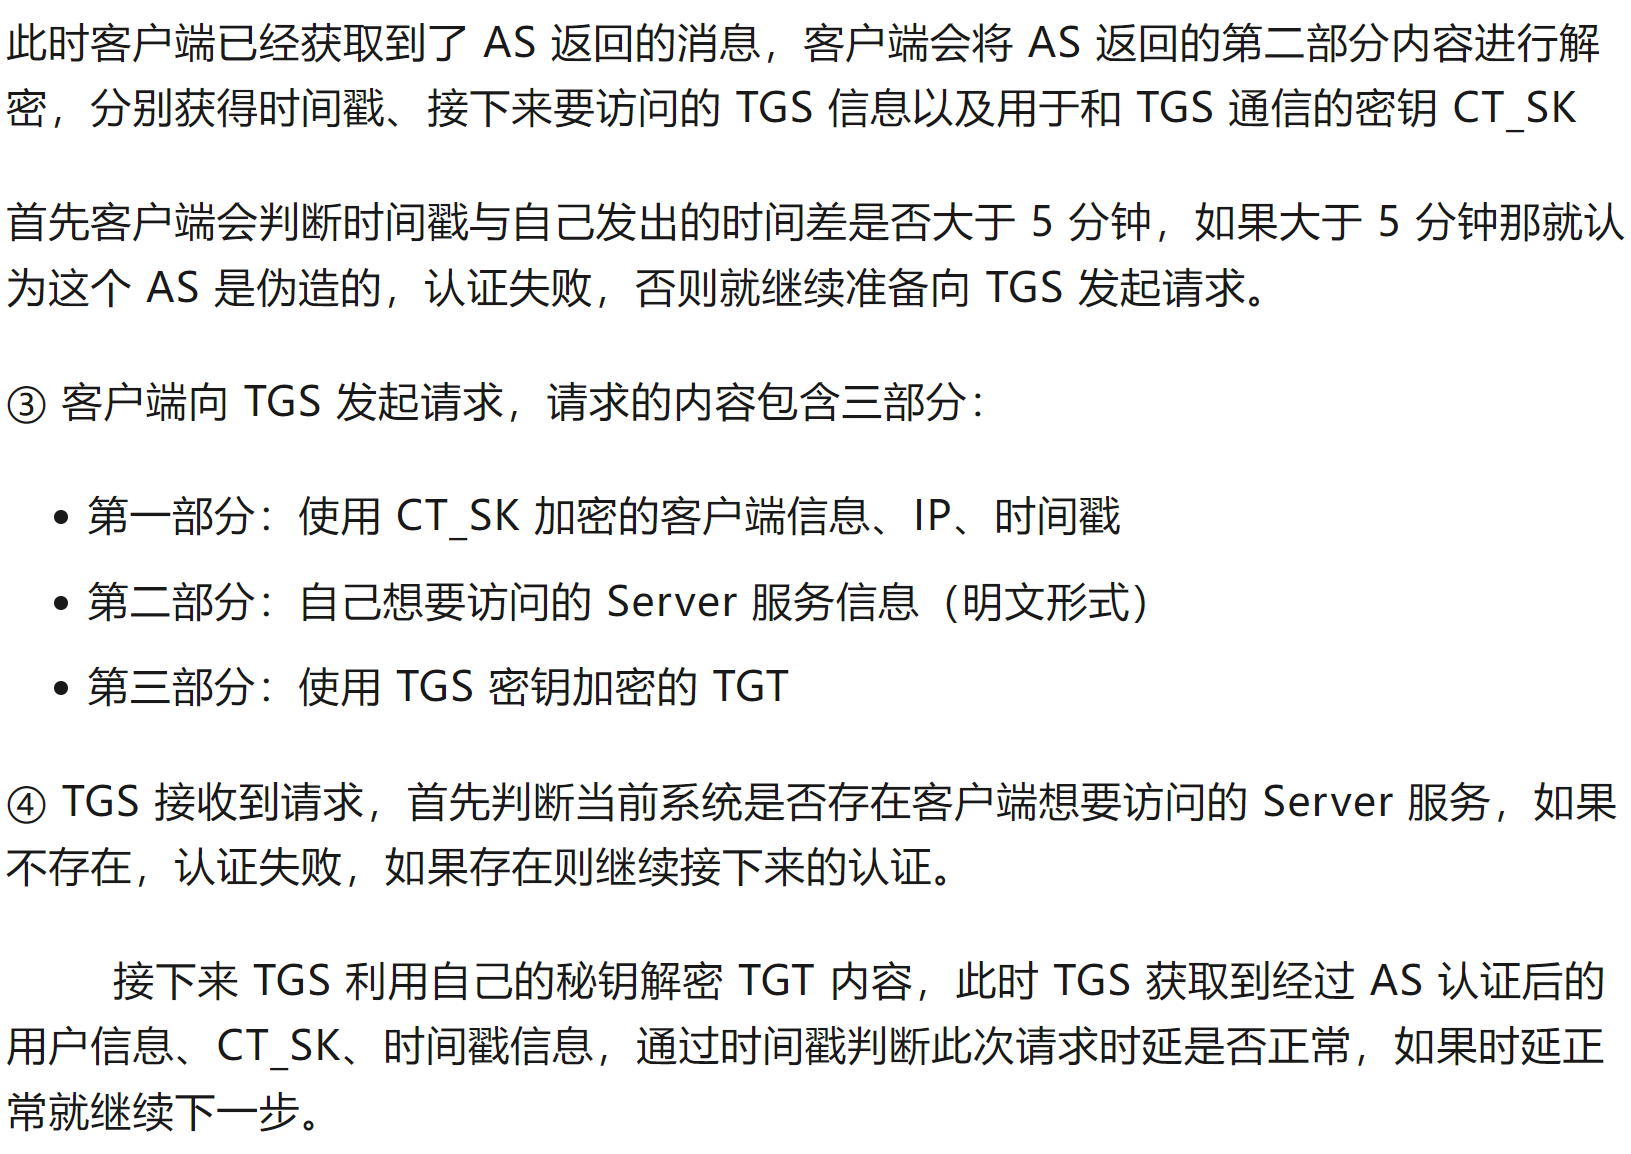 此时客户端已经获取到了 AS 返回的消息，客户端会将 AS 返回的第二部分内容进行解
密，分别获得时间戳、接下来要访问的 TGS 信息以及用于和 TGS 通信的密钥 CT_SK
首先客户端会判断时间戳与自己发出的时间差是否大于 5 分钟，如果大于 5 分钟那就认
为这个 AS 是伪造的，认证失败，否则就继续准备向 TGS 发起请求。
③ 客户端向 TGS 发起请求，请求的内容包含三部分：
• 第一部分：使用 CT_SK 加密的客户端信息、IP、时间戳
• 第二部分：自己想要访问的 Server 服务信息（明文形式）
• 第三部分：使用 TGS 密钥加密的 TGT
④ TGS 接收到请求，首先判断当前系统是否存在客户端想要访问的 Server 服务，如果
不存在，认证失败，如果存在则继续接下来的认证。
接下来 TGS 利用自己的秘钥解密 TGT 内容，此时 TGS 获取到经过 AS 认证后的
用户信息、CT_SK、时间戳信息，通过时间戳判断此次请求时延是否正常，如果时延正
常就继续下一步。